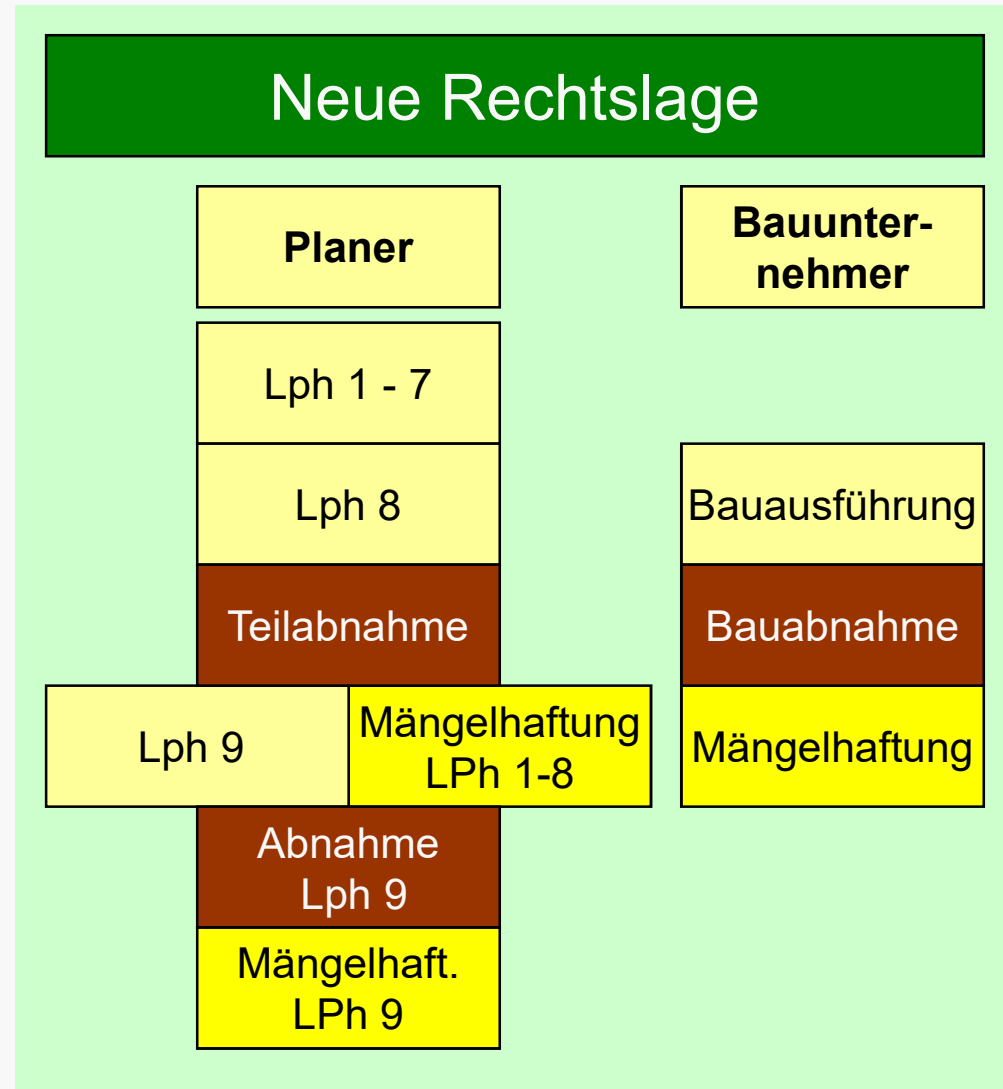 Neue Rechtslage
Planer
Bauunter-
nehmer
Lph 1 - 7
Lph 8
Bauausführung
Teilabnahme
Bauabnahme
Lph 9
Mängelhaftung
LPh 1-8
Mängelhaftung
Abnahme
Lph 9
Mängelhaft.
LPh 9